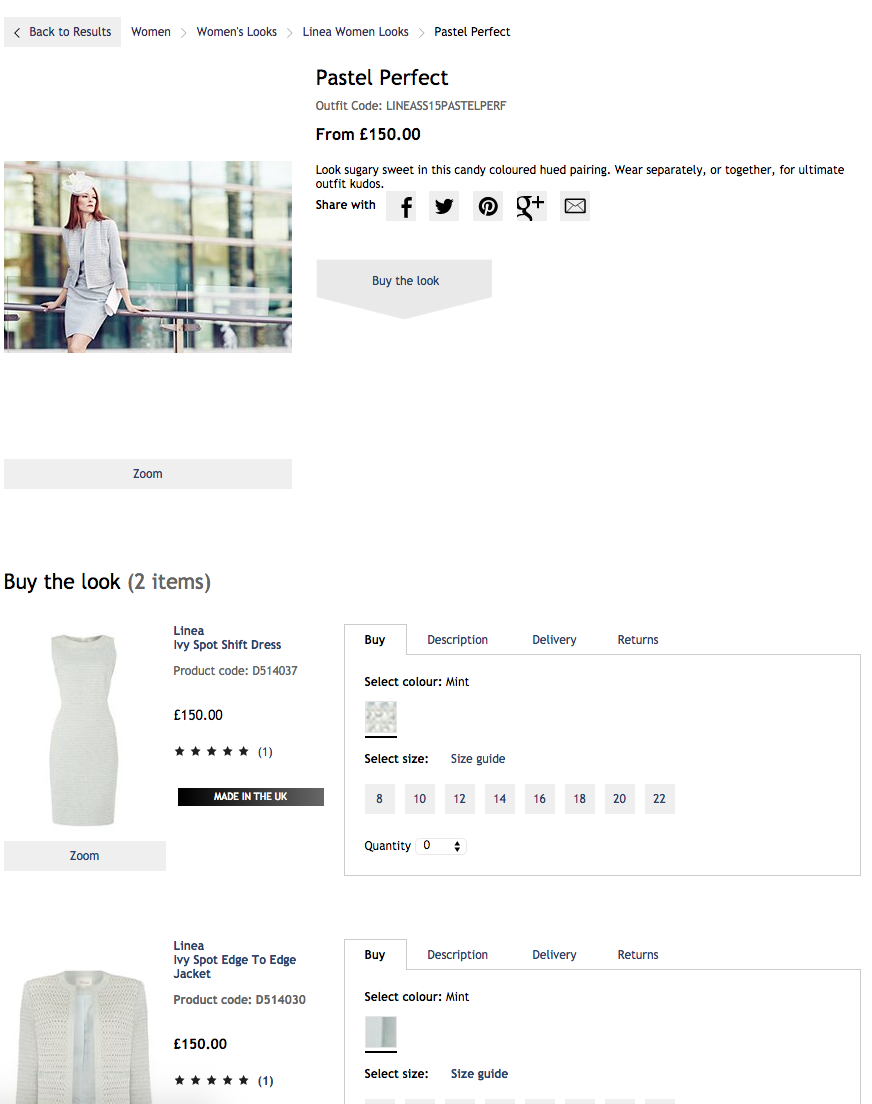 Back to Results Women Women's Looks Linea Women Looks Pastel Perfect
Pastel Perfect
Outfit Code: LINEASS15PASTELPERF
From £150.00
Look sugary sweet in this candy coloured hued pairing. Wear separately, or together, for ultimate
outfit kudos.
Share with
Buy the look
Zoom
Buy the look (2 items)
Linea
Ivy Spot Shift Dress
Product code: D514037
£150.00
(1)
MADE IN THE UK
Zoom
Buy Description Delivery Returns
Select colour: Mint
Select size: Size guide
8 10 12 14 16 18 20 22
Quantity 0
Linea
Ivy Spot Edge To Edge
Jacket
Product code: D514030
£150.00
(1)
Buy Description Delivery Returns
Select colour: Mint
Select size: Size guide